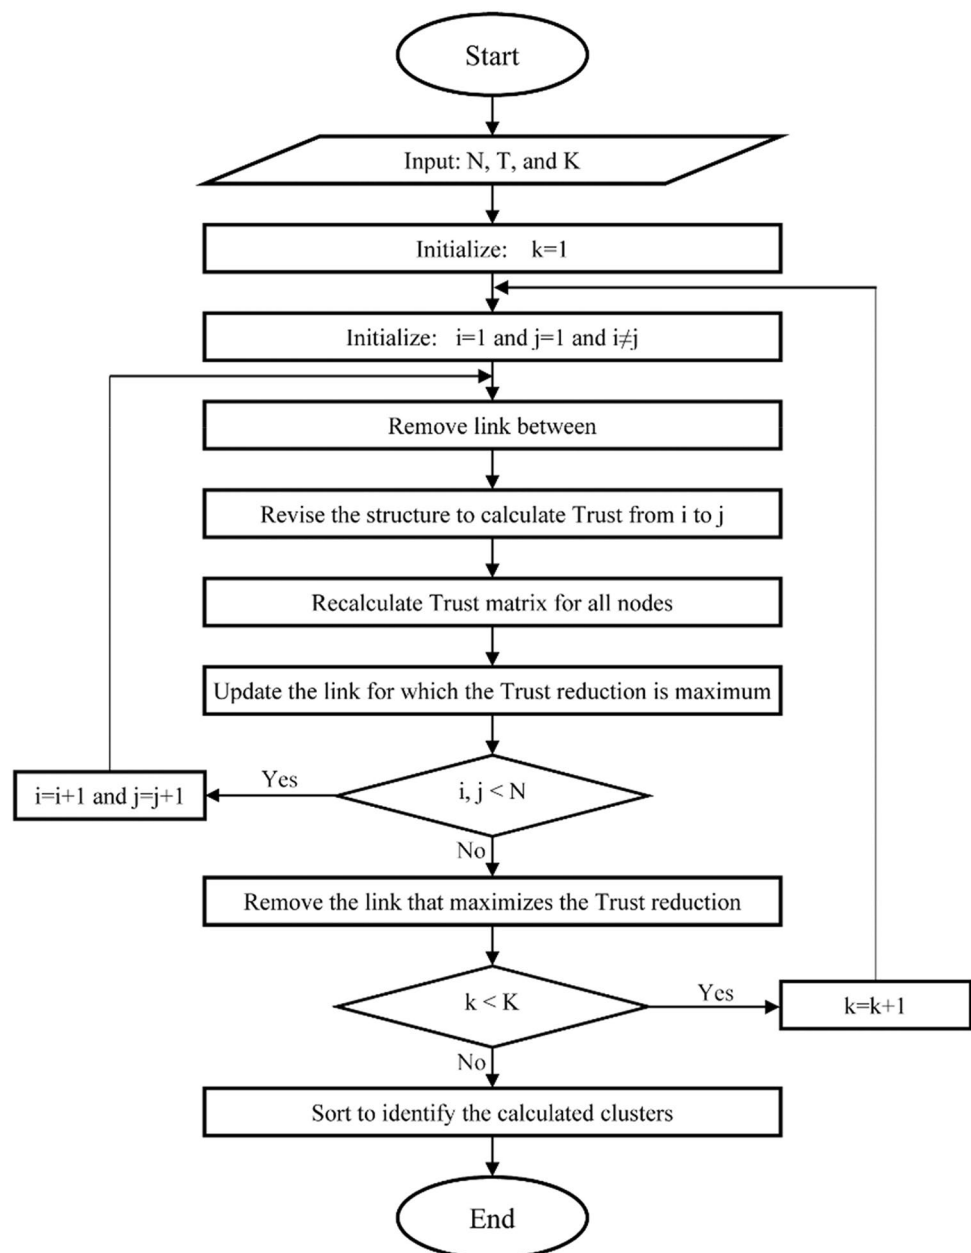 Start
Input: N, T, and K
Initialize: k=1
Initialize: i=1 and j=1 and i≠j
Remove link between
Revise the structure to calculate Trust from i to j
Recalculate Trust matrix for all nodes
Update the link for which the Trust reduction is maximum
i=i+1 and j=j+1
Yes
i, j < N
No
Remove the link that maximizes the Trust reduction
k < K
Yes
k=k+1
No
Sort to identify the calculated clusters
End